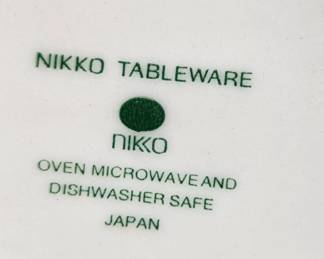 NIKKO TABLEWARE
nikko
OVEN MICROWAVE AND
DISHWASHER SAFE
JAPAN